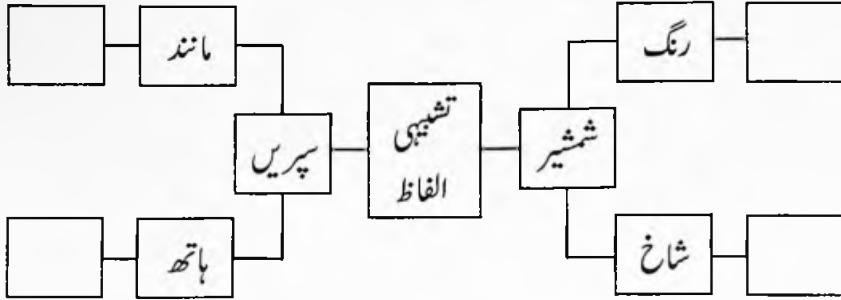 رنگ
مانند
تشبیہی
الفاظ
شمشیر
سپریں
شاخ
ہاتھ